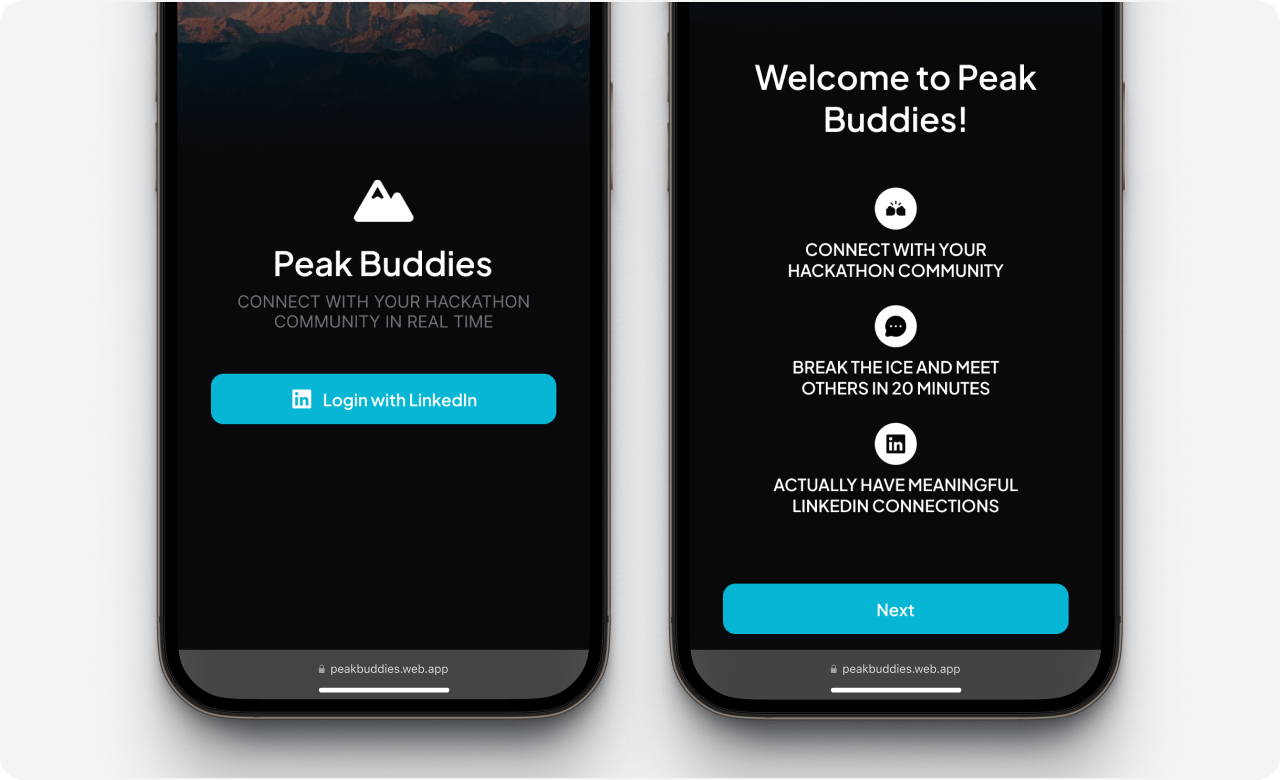 Peak Buddies
CONNECT WITH YOUR HACKATHON
COMMUNITY IN REAL TIME
in Login with LinkedIn
peakbuddies.web.app
Welcome to Peak
Buddies!
CONNECT WITH YOUR
HACKATHON COMMUNITY
BREAK THE ICE AND MEET
OTHERS IN 20 MINUTES
in
ACTUALLY HAVE MEANINGFUL
LINKEDIN CONNECTIONS
Next
peakbuddies.web.app